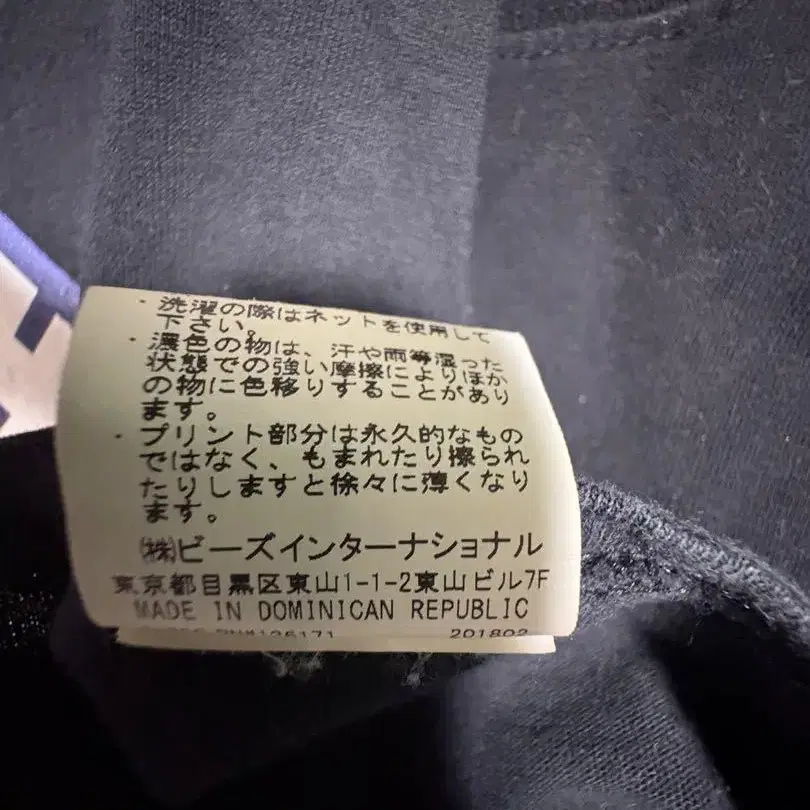 ・洗濯の際はネットを使用して
下さい。
・濃色の物は、汗や雨等湿った
状態での強い摩擦によりほか
の物に色移りすることがあり
ます。
・プリント部分は永久的なもの
ではなく、もまれたり擦られ
たりしますと徐々に薄くなり
ます。
㈱ビーズインターナショナル
東京都目黒区東山1-1-2東山ビル7F
MADE IN DOMINICAN REPUBLIC
201802